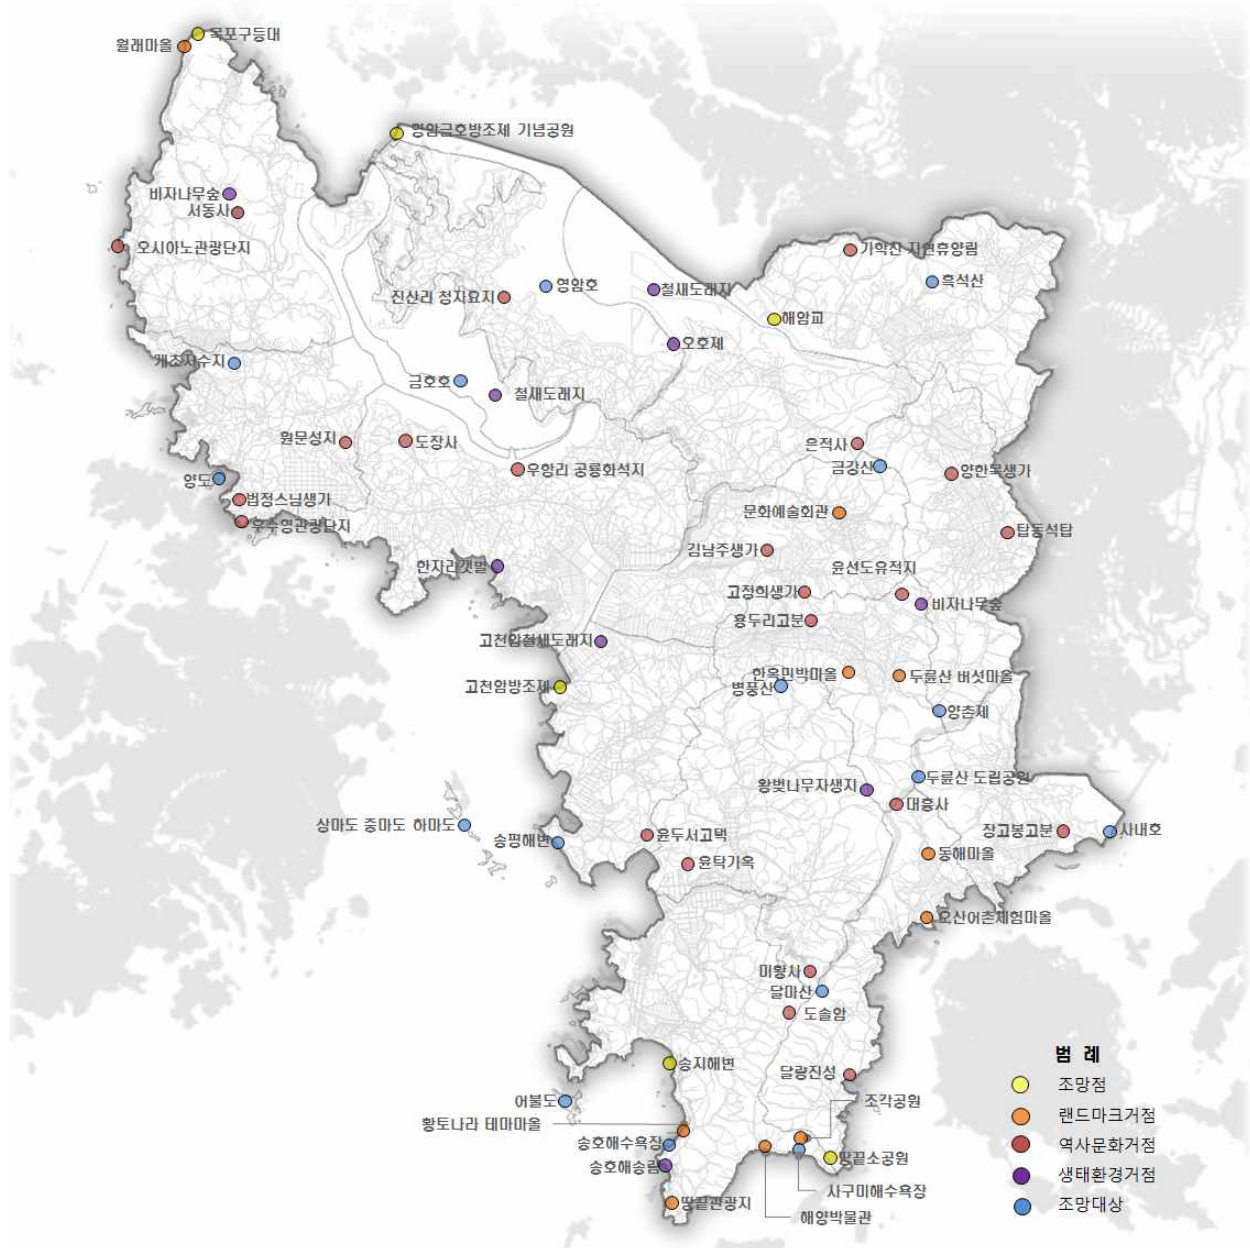 목포구등대
월래마을
영암금호방조제 기념공원
비자나무숲
서동사
오시아노관광단지
가학산 자연휴양림
흑석산
영암호
철새도래지
진산리 청자요지
해암교
오호제
개초저수지
금호호
철새도래지
원문성지
도장사
은적사
금강산
우항리 공룡화석지
양한묵생가
양도
법정스님생가
문화예술회관
우수영관광단지
탑동석탑
김남주생가
한자리갯벌
윤선도유적지
고정희생가
비자나무숲
용두리고분
고천암철새도래지
한옥민박마을
두륜산 버섯마을
고천암방조제
병풍산
양촌제
두륜산 도립공원
왕벚나무자생지
대흥사
상마도 중마도 하마도
장고봉고분
사내호
송평해변
윤두서고택
동해마을
윤탁가옥
오산어촌체험마을
미황사
달마산
도솔암
범 례
송지해변
달량진성
조망점
어불도
조각공원
랜드마크거점
황토나라 테마마을
송호해수욕장
역사문화거점
땅끝소공원
송호해송림
생태환경거점
사구미해수욕장
땅끝관광지
조망대상
해양박물관